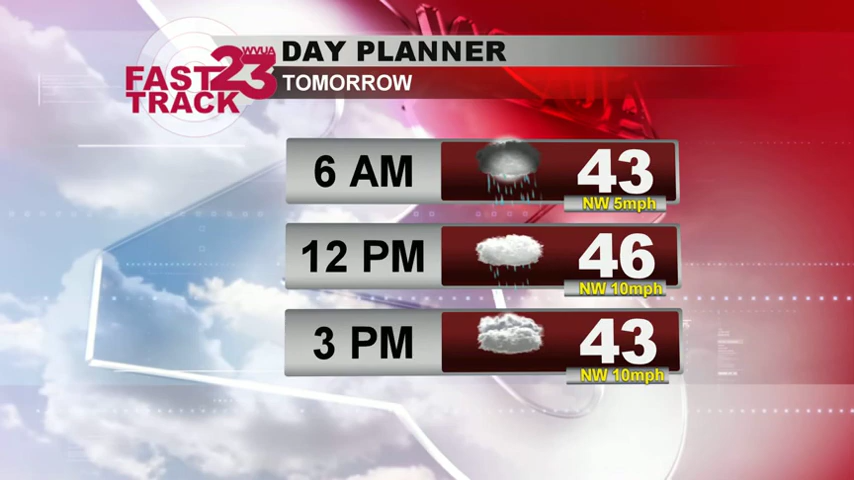 WVUA
23
FAST
TRACK
DAY PLANNER
TOMORROW
6 AM
43
NW 5mph
12 PM
46
NW 10mph
3 PM
43
NW 10mph